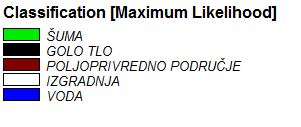 Classification [Maximum Likelihood]
ŠUMA
GOLO TLO
POLJOPRIVREDNO PODRUČJE
IZGRADNJA
VODA